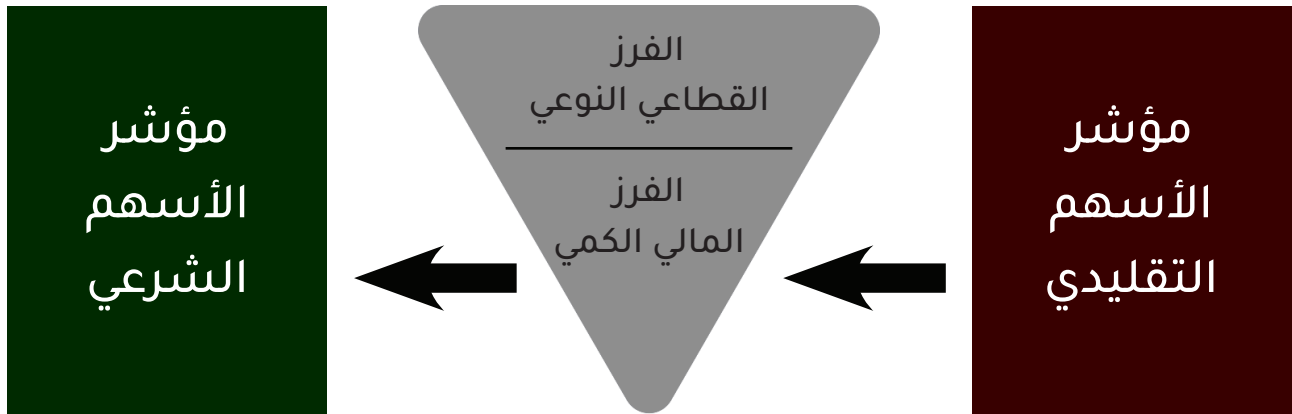 مؤشر
الأسهم
التقليدي
الفرز
القطاعي النوعي
الفرز
المالي الكمي
مؤشر
الأسهم
الشرعي